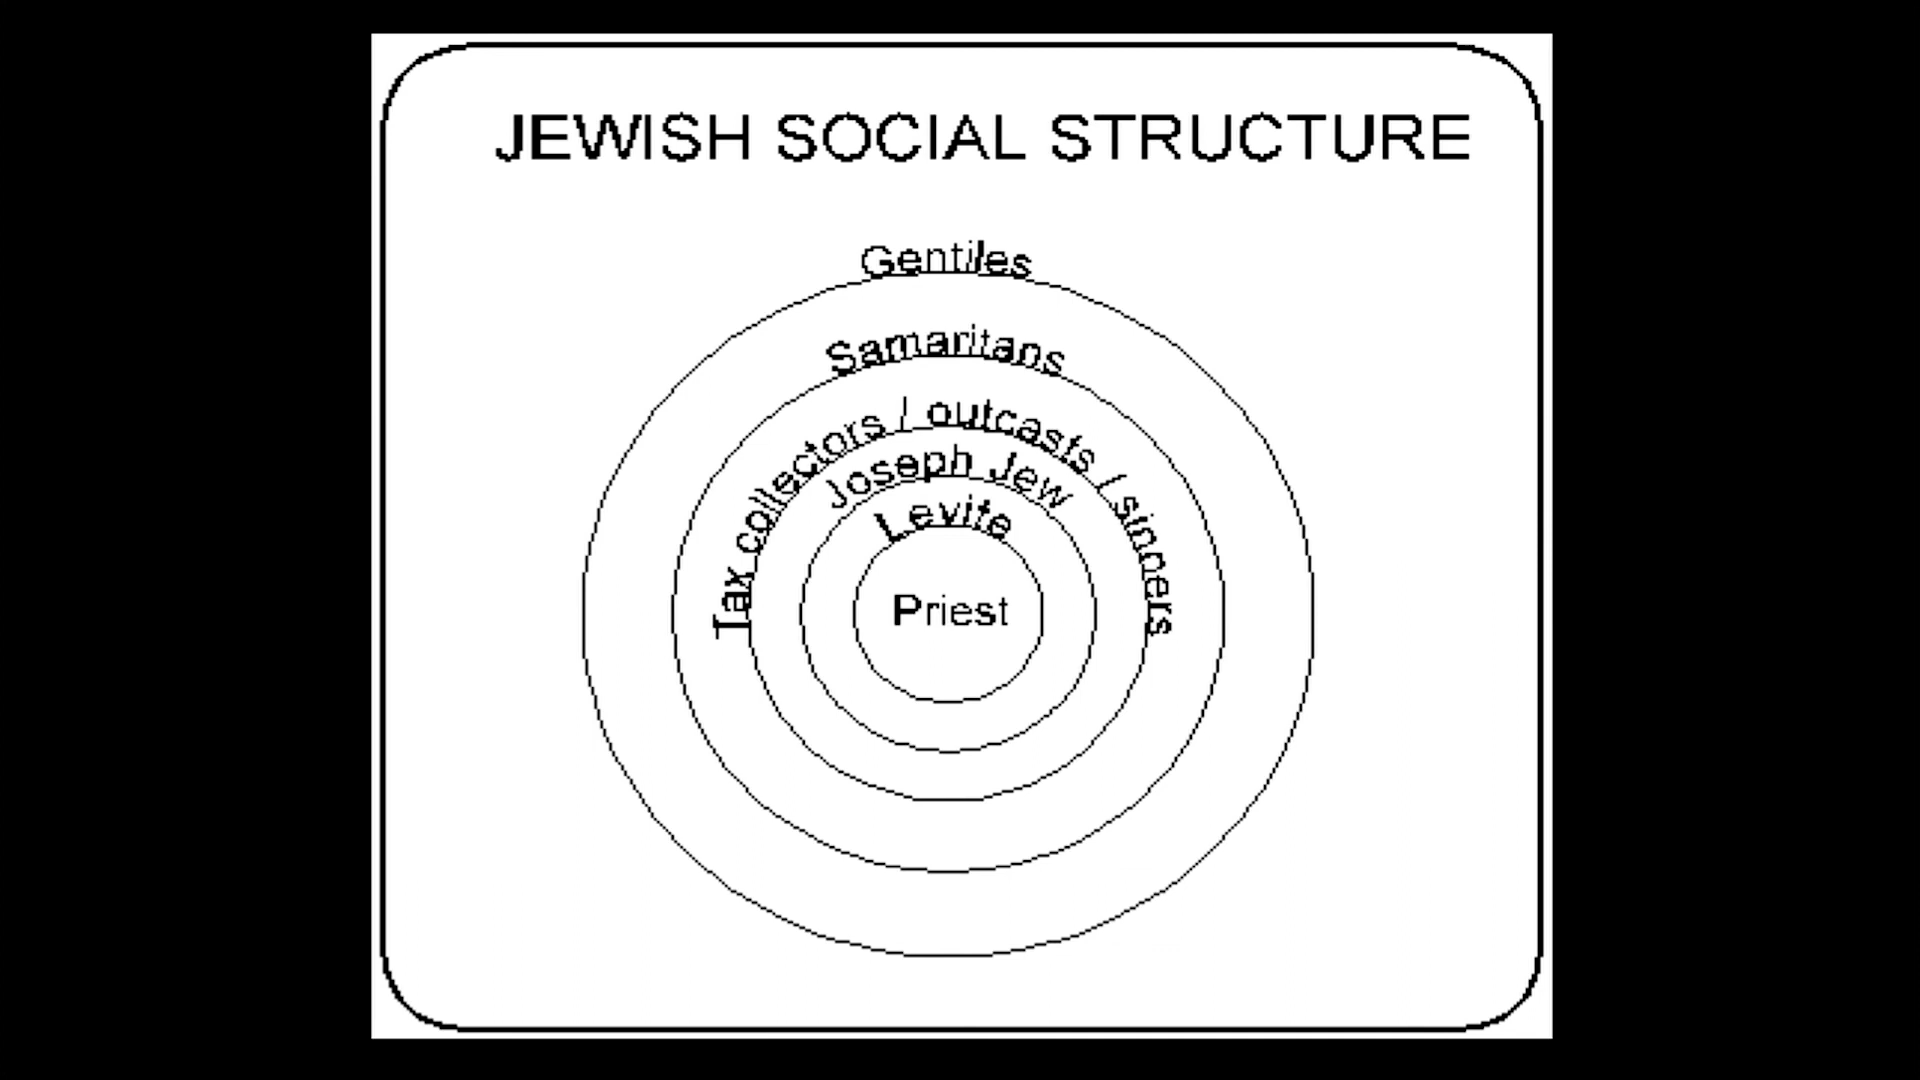 JEWISH SOCIAL STRUCTURE
Gentiles
Samaritans
Tax collectors / outcasts / sinners
Joseph Jew
Levite
Priest